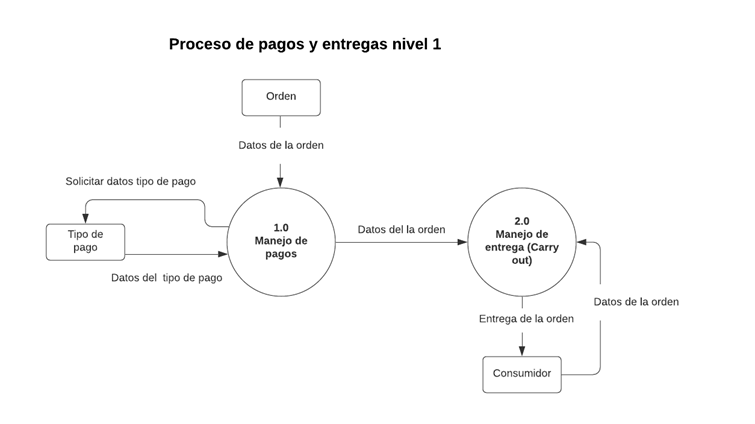 Proceso de pagos y entregas nivel 1
Orden
Datos de la orden
Solicitar datos tipo de pago
Tipo de
pago
1.0
Manejo de
pagos
Datos del la orden
2.0
Manejo de
entrega (Carry
out)
Datos del  tipo de pago
Datos de la orden
Entrega de la orden
Consumidor